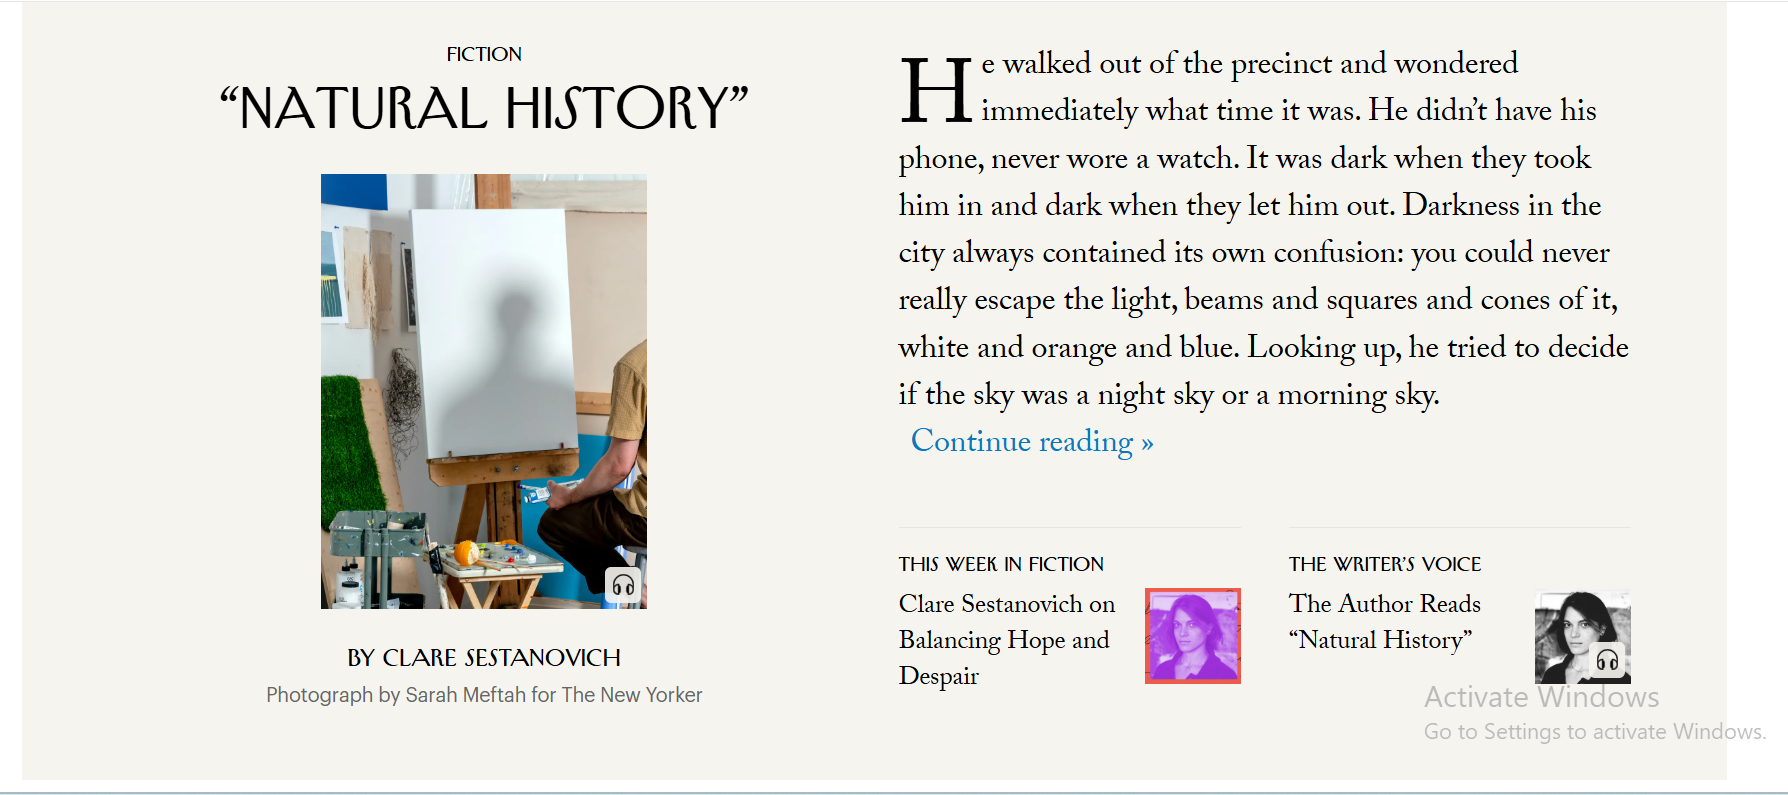 FICTION
“NATURAL HISTORY”
BY CLARE SESTANOVICH
Photograph by Sarah Meftah for The New Yorker
He walked out of the precinct and wondered
immediately what time it was. He didn’t have his
phone, never wore a watch. It was dark when they took
him in and dark when they let him out. Darkness in the
city always contained its own confusion: you could never
really escape the light, beams and squares and cones of it,
white and orange and blue. Looking up, he tried to decide
if the sky was a night sky or a morning sky.
Continue reading »
THIS WEEK IN FICTION
Clare Sestanovich on
Balancing Hope and
Despair
THE WRITER’S VOICE
The Author Reads
“Natural History”
Activate Windows
Go to Settings to activate Windows.